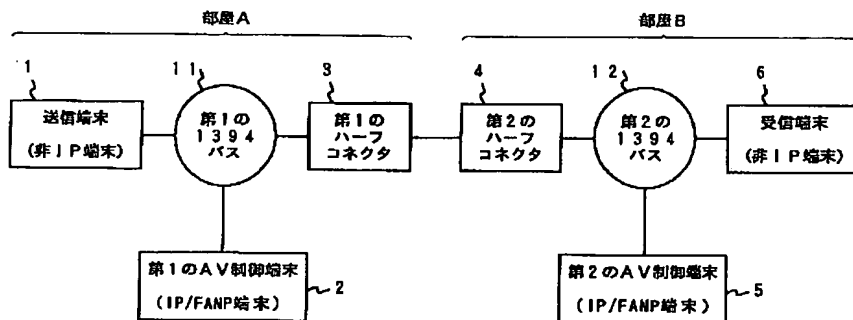 部屋A
部屋B
1
11
3
4
12
6
送信端末
(非IP端末)
第1の
1394
バス
第1の
ハーフ
コネクタ
第2の
ハーフ
コネクタ
第2の
1394
バス
受信端末
(非IP端末)
第1のAV制御端末
(IP/FANP端末)
2
第2のAV制御端末
(IP/FANP端末)
5